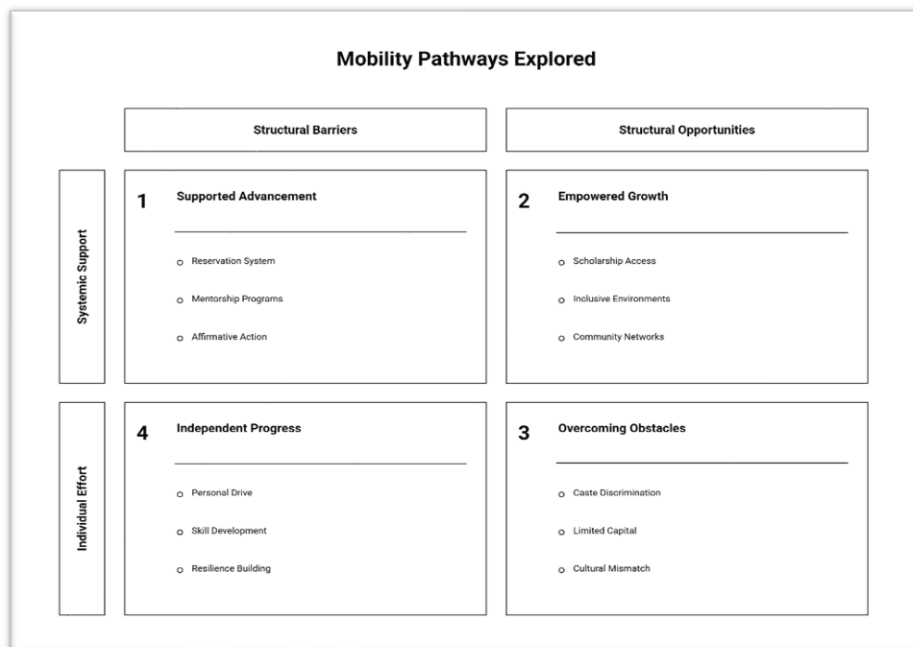 Mobility Pathways Explored
Structural Barriers
Structural Opportunities
Systemic Support
1
Supported Advancement
Reservation System
Mentorship Programs
Affirmative Action
2
Empowered Growth
Scholarship Access
Inclusive Environments
Community Networks
Individual Effort
4
Independent Progress
Personal Drive
Skill Development
Resilience Building
3
Overcoming Obstacles
Caste Discrimination
Limited Capital
Cultural Mismatch